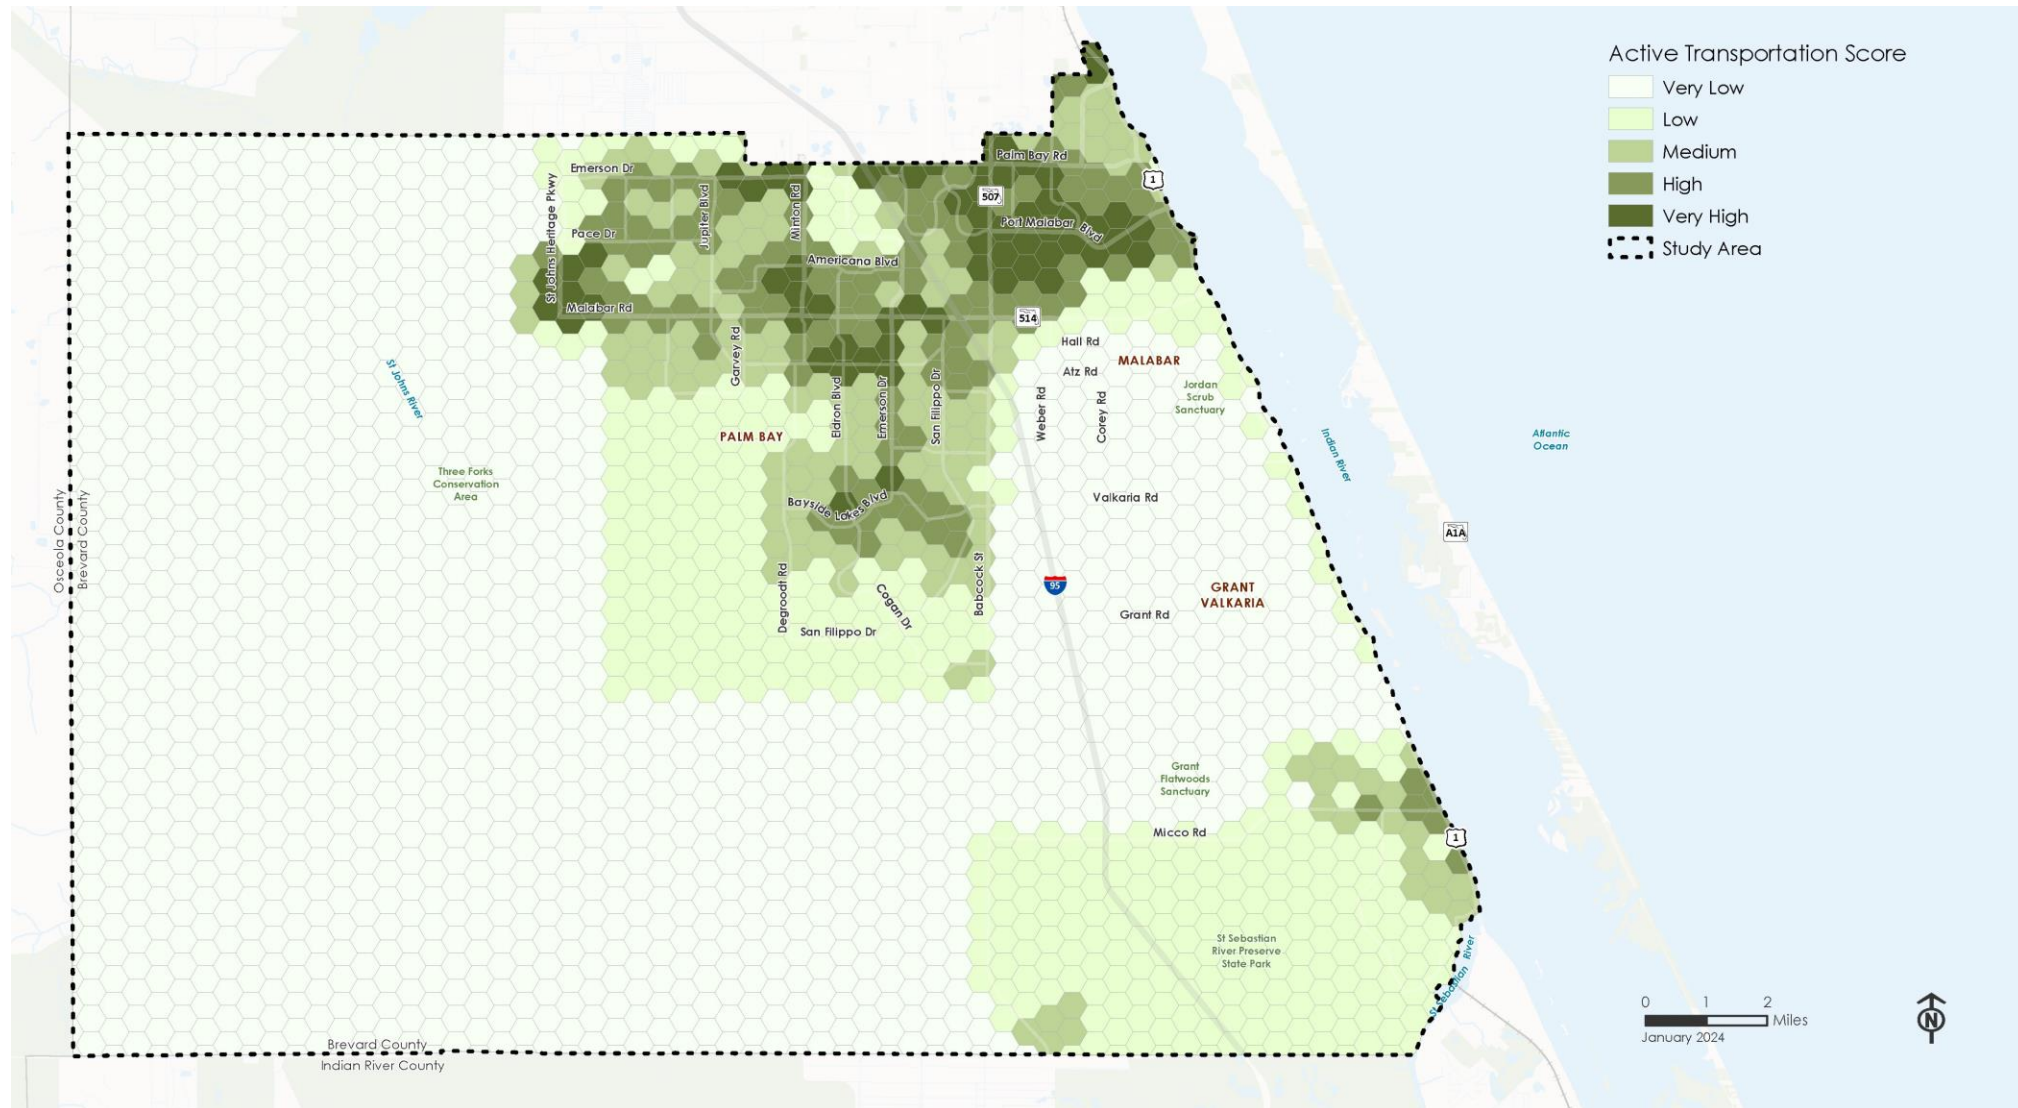 Active Transportation Score
Very Low
Low
Medium
High
Very High
Study Area
Palm Bay Rd
Emerson Dr
1
507
St Johns Heritage Pkwy
Jupiter Blvd
Minton Rd
Port Malabar Blvd
Pace Dr
Americana Blvd
Malabar Rd
514
Hall Rd
MALABAR
Garvey Rd
Atz Rd
St Johns River
Jordan
Scrub
Sanctuary
Eldron Blvd
Emerson Dr
San Filippo Dr
Weber Rd
Corey Rd
PALM BAY
Indian River
Atlantic
Ocean
Three Forks
Conservation
Area
Valkaria Rd
Bayside Lakes Blvd
Osceola County
Brevard County
A1A
Degroodt Rd
Cogan Dr
Babcock St
95
GRANT
VALKARIA
Grant Rd
San Filippo Dr
Grant
Flatwoods
Sanctuary
Micco Rd
1
St Sebastian
River Preserve
State Park
St Sebastian River
0 1 2
Miles
January 2024
N
Brevard County
Indian River County